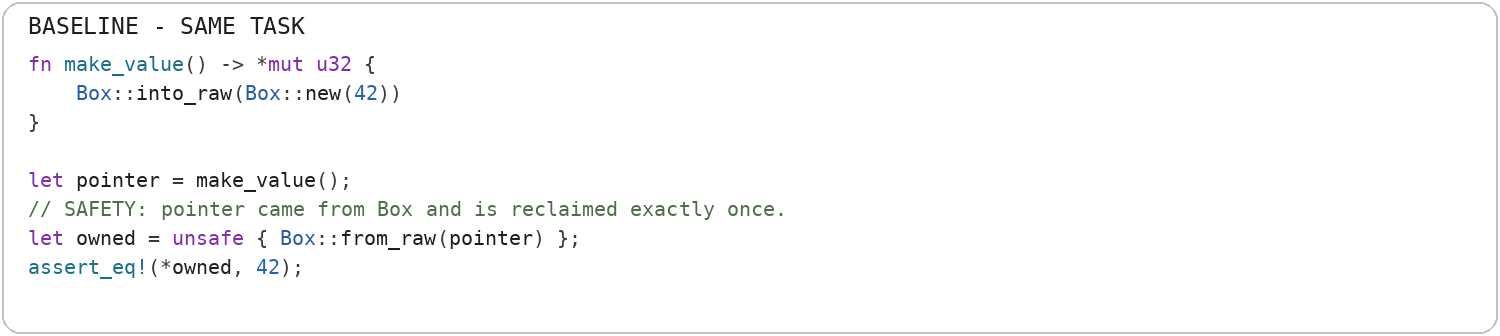 BASELINE - SAME TASK
fn make_value() -> *mut u32 {
    Box::into_raw(Box::new(42))
}

let pointer = make_value();
// SAFETY: pointer came from Box and is reclaimed exactly once.
let owned = unsafe { Box::from_raw(pointer) };
assert_eq!(*owned, 42);